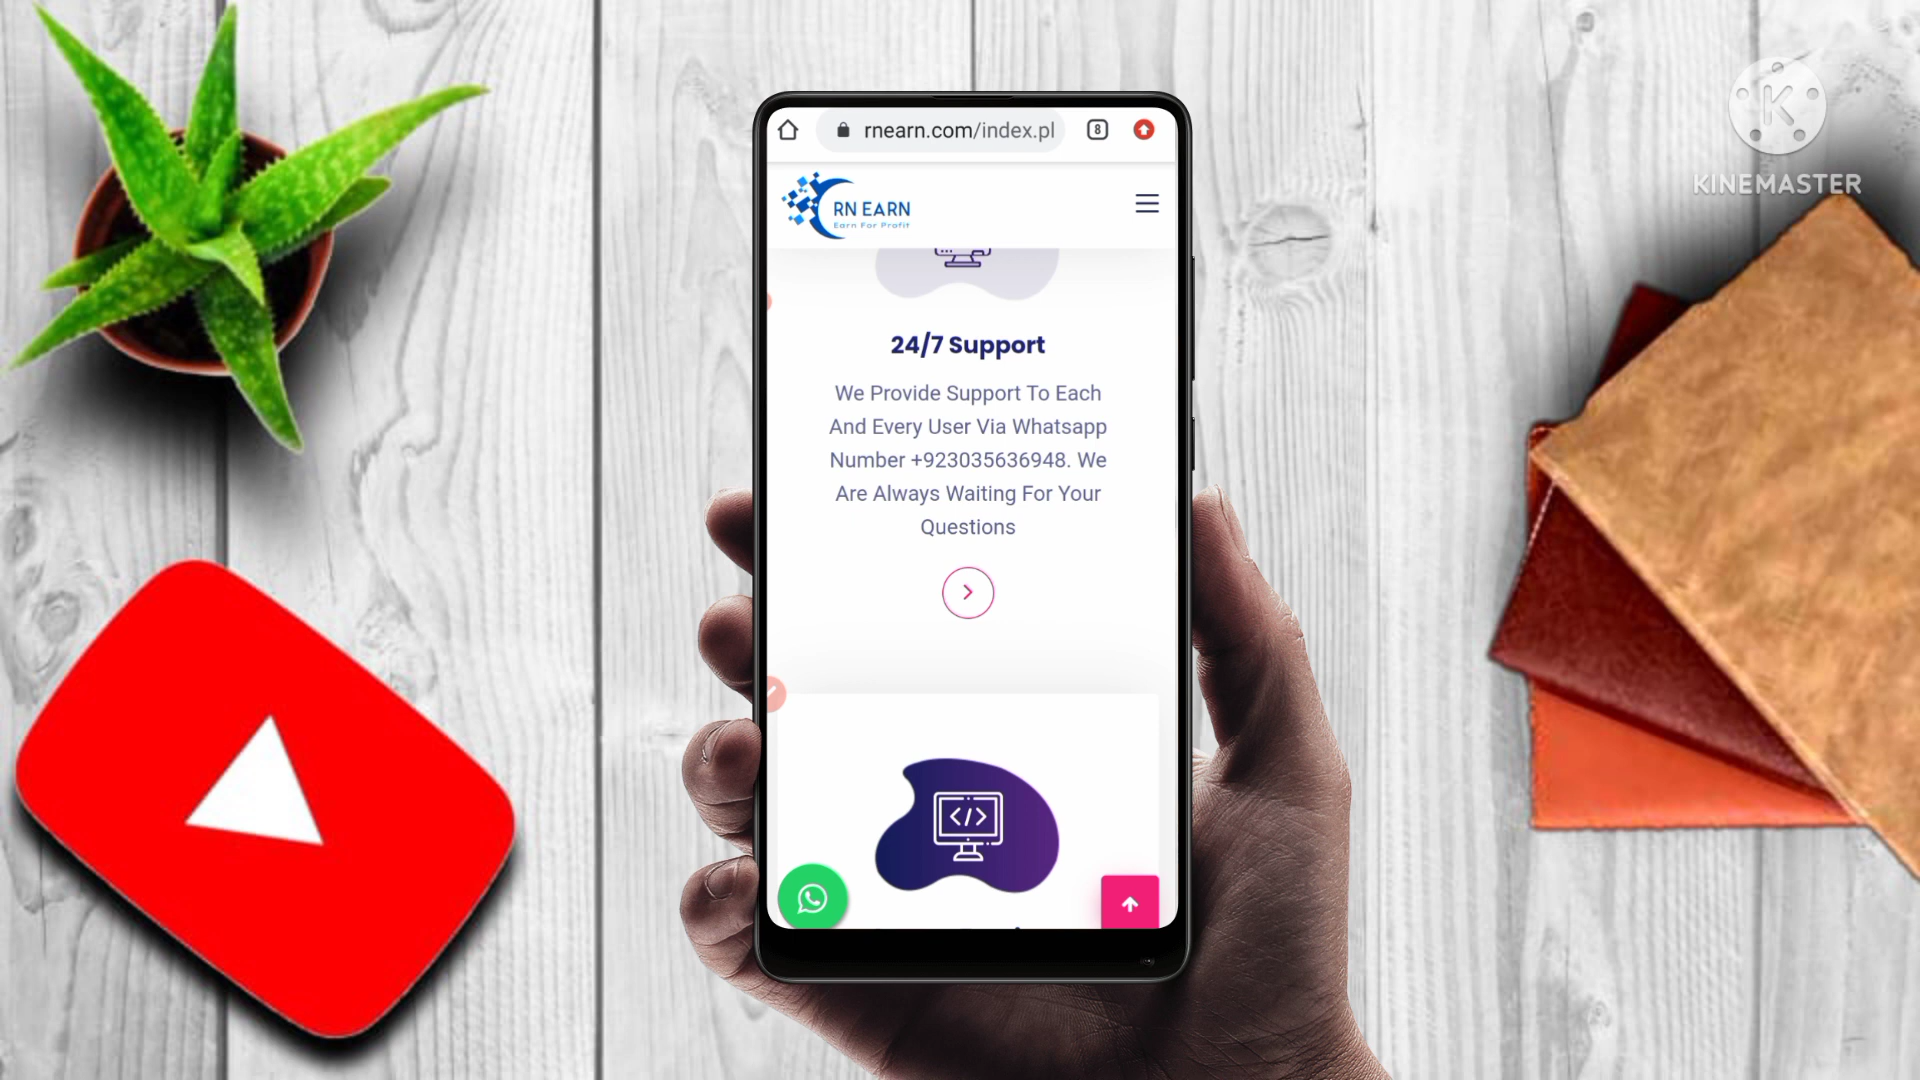 rnearn.com/index.pl
8
RN EARN
Earn For Profit
24/7 Support
We Provide Support To Each
And Every User Via Whatsapp
Number +923035636948. We
Are Always Waiting For Your
Questions
</>
K
KINEMASTER